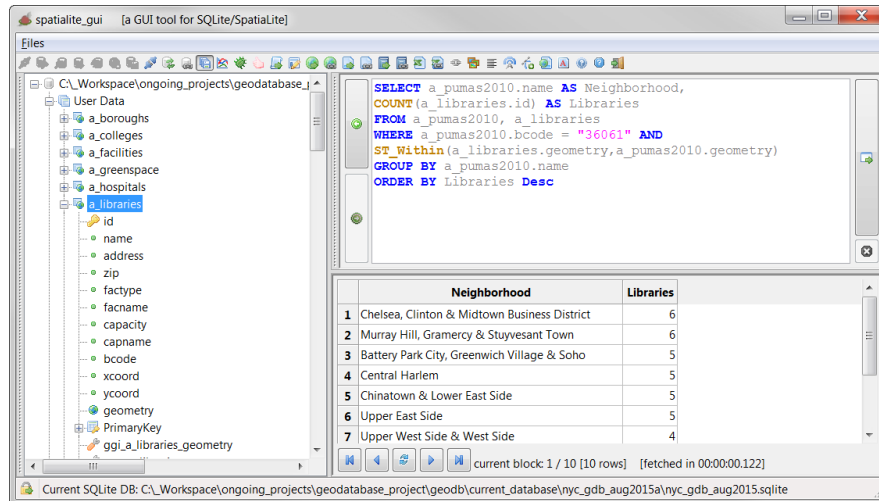 spatialite_gui [a GUI tool for SQLite/SpatiaLite]
Files
C:\_Workspace\ongoing_projects\geodatabase_
User Data
a_boroughs
a_colleges
a_facilities
a_greenspace
a_hospitals
a_libraries
id
name
address
zip
factype
facname
capacity
capname
bcode
xcoord
ycoord
geometry
PrimaryKey
ggi_a_libraries_geometry
SELECT a_pumas2010.name AS Neighborhood,
COUNT(a_libraries.id) AS Libraries
FROM a_pumas2010, a_libraries
WHERE a_pumas2010.bcode = "36061" AND
ST_Within(a_libraries.geometry,a_pumas2010.geometry)
GROUP BY a_pumas2010.name
ORDER BY Libraries Desc
Neighborhood Libraries
1 Chelsea, Clinton & Midtown Business District 6
2 Murray Hill, Gramercy & Stuyvesant Town 6
3 Battery Park City, Greenwich Village & Soho 5
4 Central Harlem 5
5 Chinatown & Lower East Side 5
6 Upper East Side 5
7 Upper West Side & West Side 4
current block: 1 / 10 [10 rows] [fetched in 00:00:00.122]
Current SQLite DB: C:\_Workspace\ongoing_projects\geodatabase_project\geodb\current_database\nyc_gdb_aug2015a\nyc_gdb_aug2015.sqlite